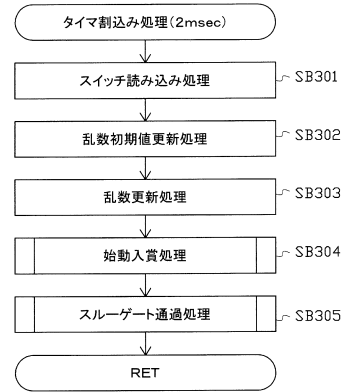 タイマ割込み処理(2msec)
スイッチ読み込み処理 SB301
乱数初期値更新処理 SB302
乱数更新処理 SB303
始動入賞処理 SB304
スルーゲート通過処理 SB305
RET